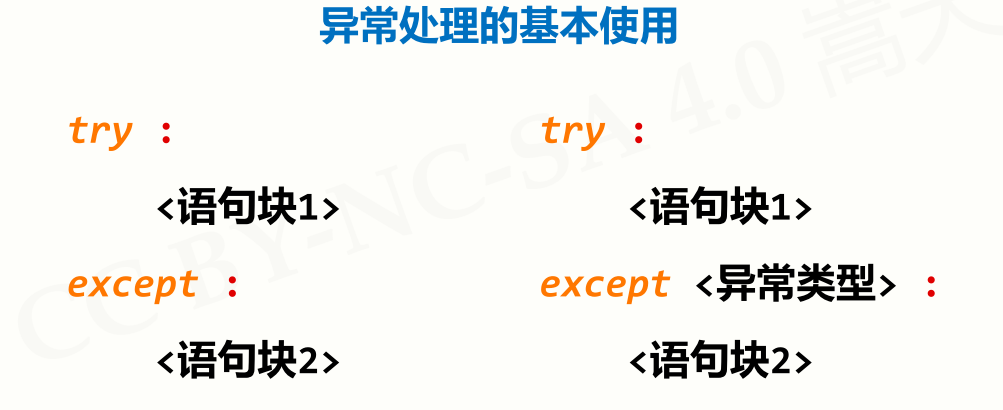 异常处理的基本使用
try :
<语句块1>
except :
<语句块2>
try :
<语句块1>
except <异常类型> :
<语句块2>
CC BY-NC-SA 4.0 嵩天